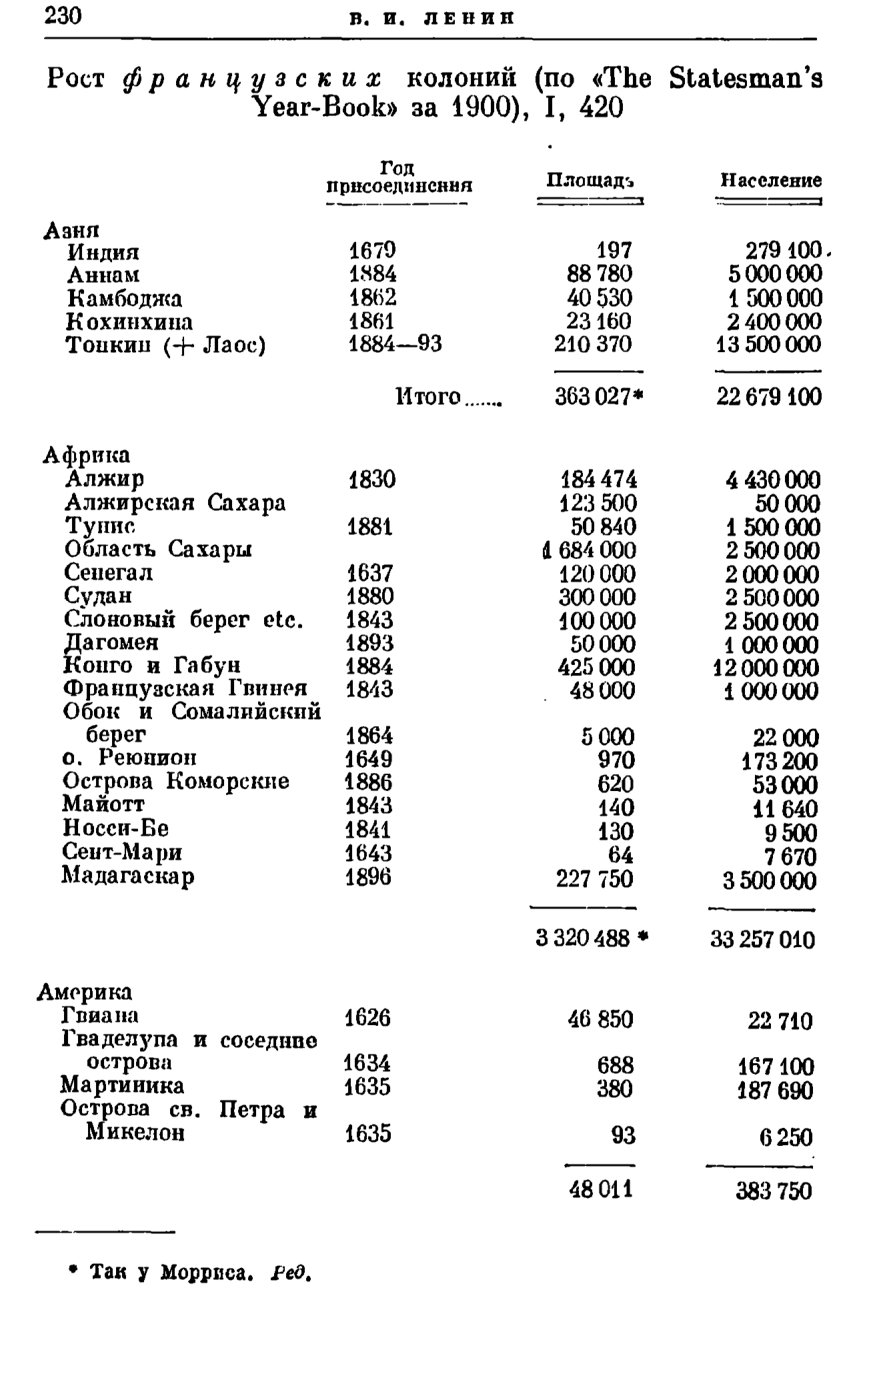 230
В. И. ЛЕНИН
Рост французских колоний (по «The Statesman's
Year-Book» за 1900), I, 420
Год
присоединения Площадь Население
Азия
Индия 1679 197 279 100
Аннам 1884 88 780 5 000 000
Камбоджа 1862 40 530 1 500 000
Кохинхина 1861 23 160 2 400 000
Тонкин (+ Лаос) 1884—93 210 370 13 500 000
Итого...... 363 027* 22 679 100
Африка
Алжир 1830 184 474 4 430 000
Алжирская Сахара 123 500 50 000
Тунис 1881 50 840 1 500 000
Область Сахары 1 684 000 2 500 000
Сенегал 1637 120 000 2 000 000
Судан 1880 300 000 2 500 000
Слоновый берег etc. 1843 100 000 2 500 000
Дагомея 1893 50 000 1 000 000
Конго и Габун 1884 425 000 12 000 000
Французская Гвинея 1843 48 000 1 000 000
Обок и Сомалийский
берег 1864 5 000 22 000
о. Реюнион 1649 970 173 200
Острова Коморские 1886 620 53 000
Майотт 1843 140 11 640
Носси-Бе 1841 130 9 500
Сент-Мари 1643 64 7 670
Мадагаскар 1896 227 750 3 500 000
3 320 488 * 33 257 010
Америка
Гвиана 1626 46 850 22 710
Гваделупа и соседние
острова 1634 688 167 100
Мартиника 1635 380 187 690
Острова св. Петра и
Микелон 1635 93 6 250
48 011 383 750
* Так у Морриса. Ред.